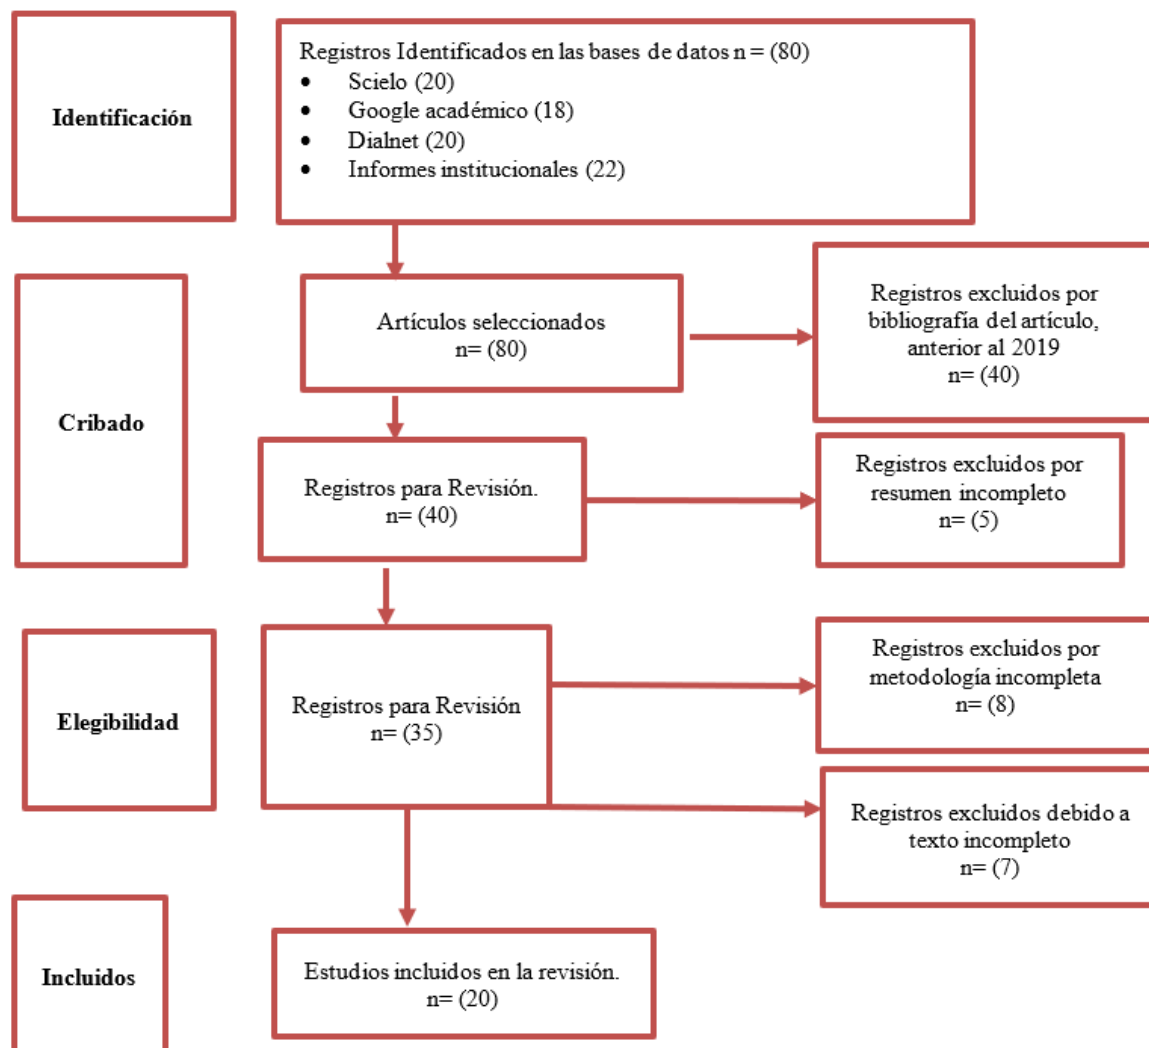 Identificación
Registros Identificados en las bases de datos n = (80)
• Scielo (20)
• Google académico (18)
• Dialnet (20)
• Informes institucionales (22)
Cribado
Artículos seleccionados
n= (80)
Registros excluidos por
bibliografía del artículo,
anterior al 2019
n= (40)
Registros para Revisión.
n= (40)
Registros excluidos por
resumen incompleto
n= (5)
Elegibilidad
Registros para Revisión
n= (35)
Registros excluidos por
metodología incompleta
n= (8)
Registros excluidos debido a
texto incompleto
n= (7)
Incluidos
Estudios incluidos en la revisión.
n= (20)